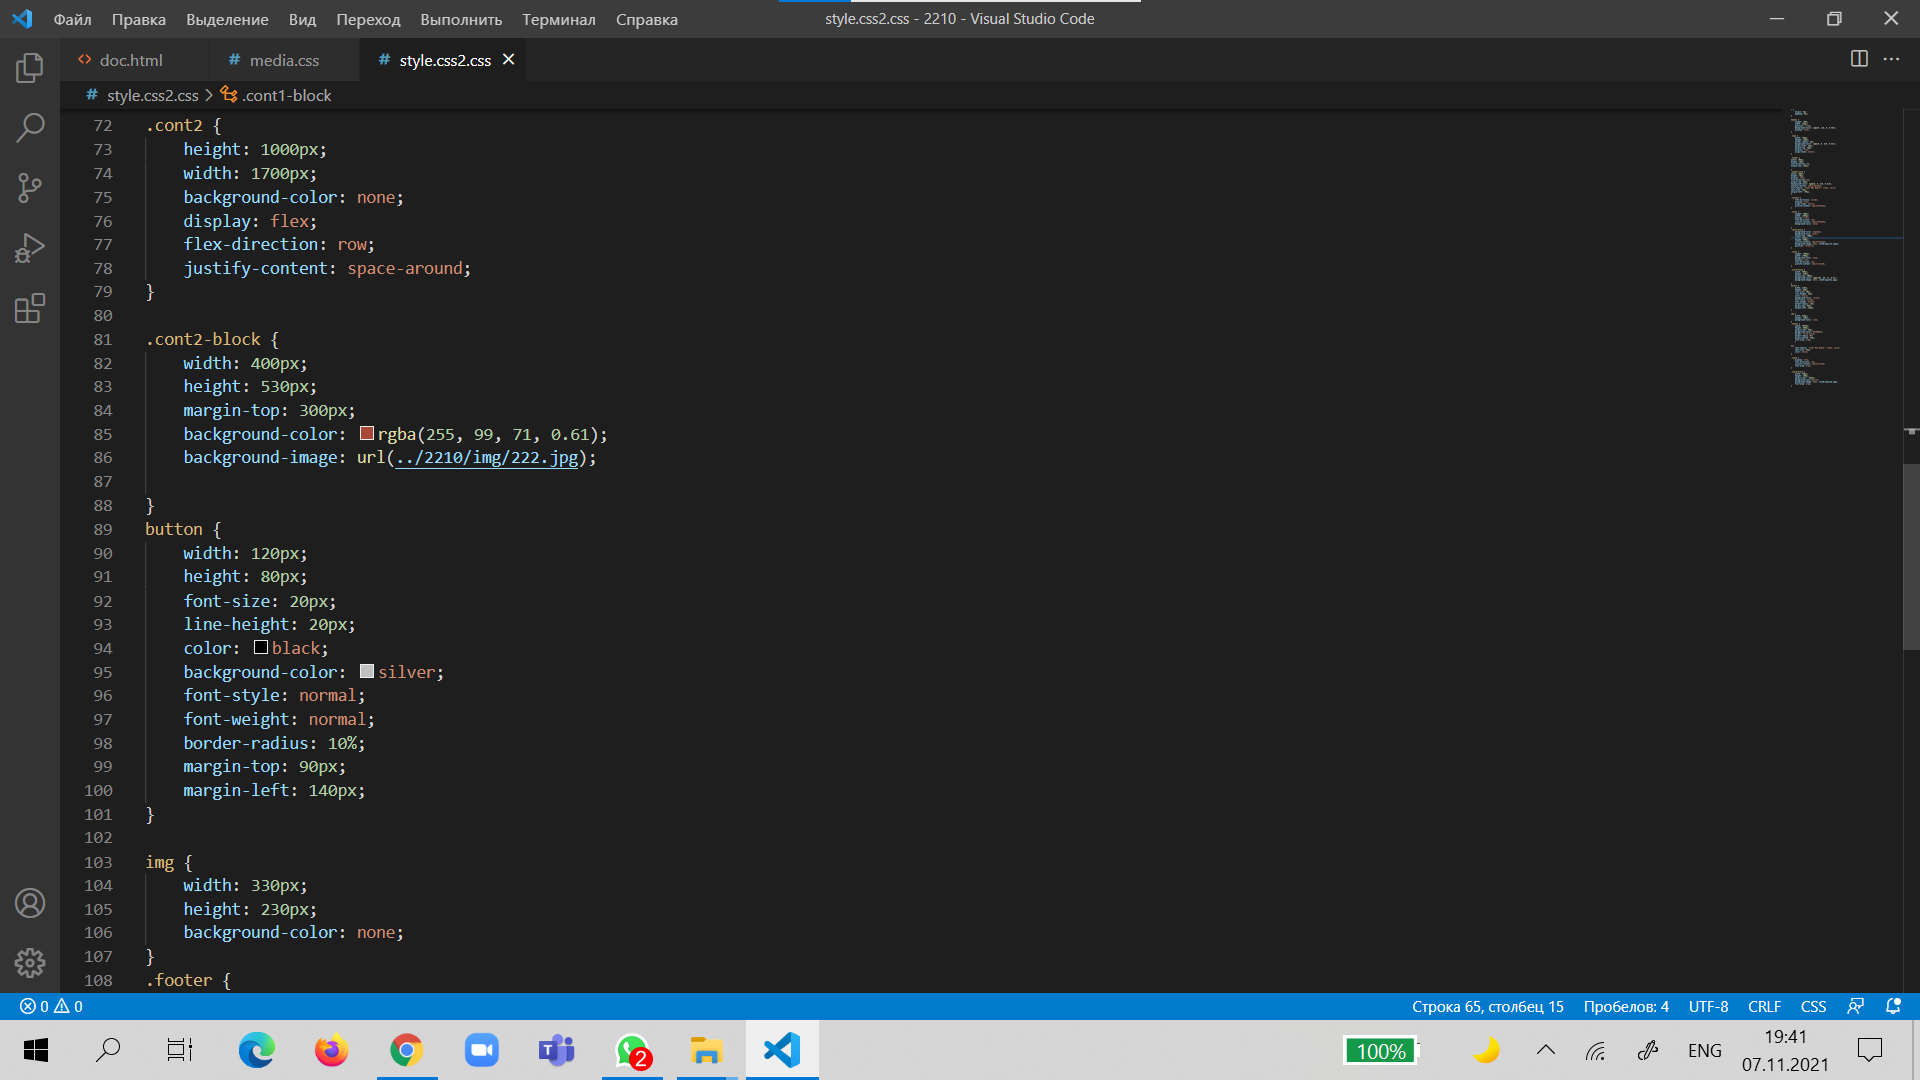 Файл Правка Выделение Вид Переход Выполнить Терминал Справка style.css2.css - 2210 - Visual Studio Code
doc.html # media.css # style.css2.css
# style.css2.css > .cont1-block
72 .cont2 {
73 height: 1000px;
74 width: 1700px;
75 background-color: none;
76 display: flex;
77 flex-direction: row;
78 justify-content: space-around;
79 }
80
81 .cont2-block {
82 width: 400px;
83 height: 530px;
84 margin-top: 300px;
85 background-color: rgba(255, 99, 71, 0.61);
86 background-image: url(../2210/img/222.jpg);
87
88 }
89 button {
90 width: 120px;
91 height: 80px;
92 font-size: 20px;
93 line-height: 20px;
94 color: black;
95 background-color: silver;
96 font-style: normal;
97 font-weight: normal;
98 border-radius: 10%;
99 margin-top: 90px;
100 margin-left: 140px;
101 }
102
103 img {
104 width: 330px;
105 height: 230px;
106 background-color: none;
107 }
108 .footer {
0 0 Строка 65, столбец 15 Пробелов: 4 UTF-8 CRLF CSS
2 100% ENG 19:41
07.11.2021